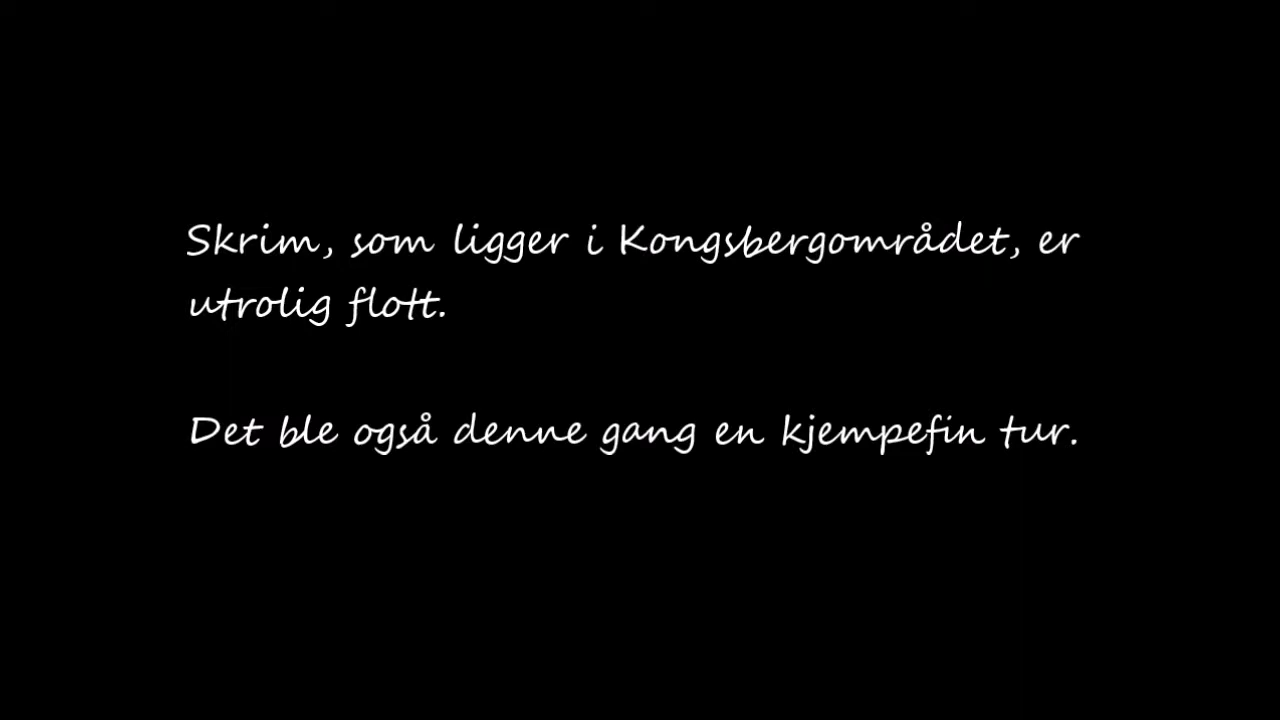 Skrim, som ligger i Kongsbergområdet, er
utrolig flott.
Det ble også denne gang en kjempefin tur.